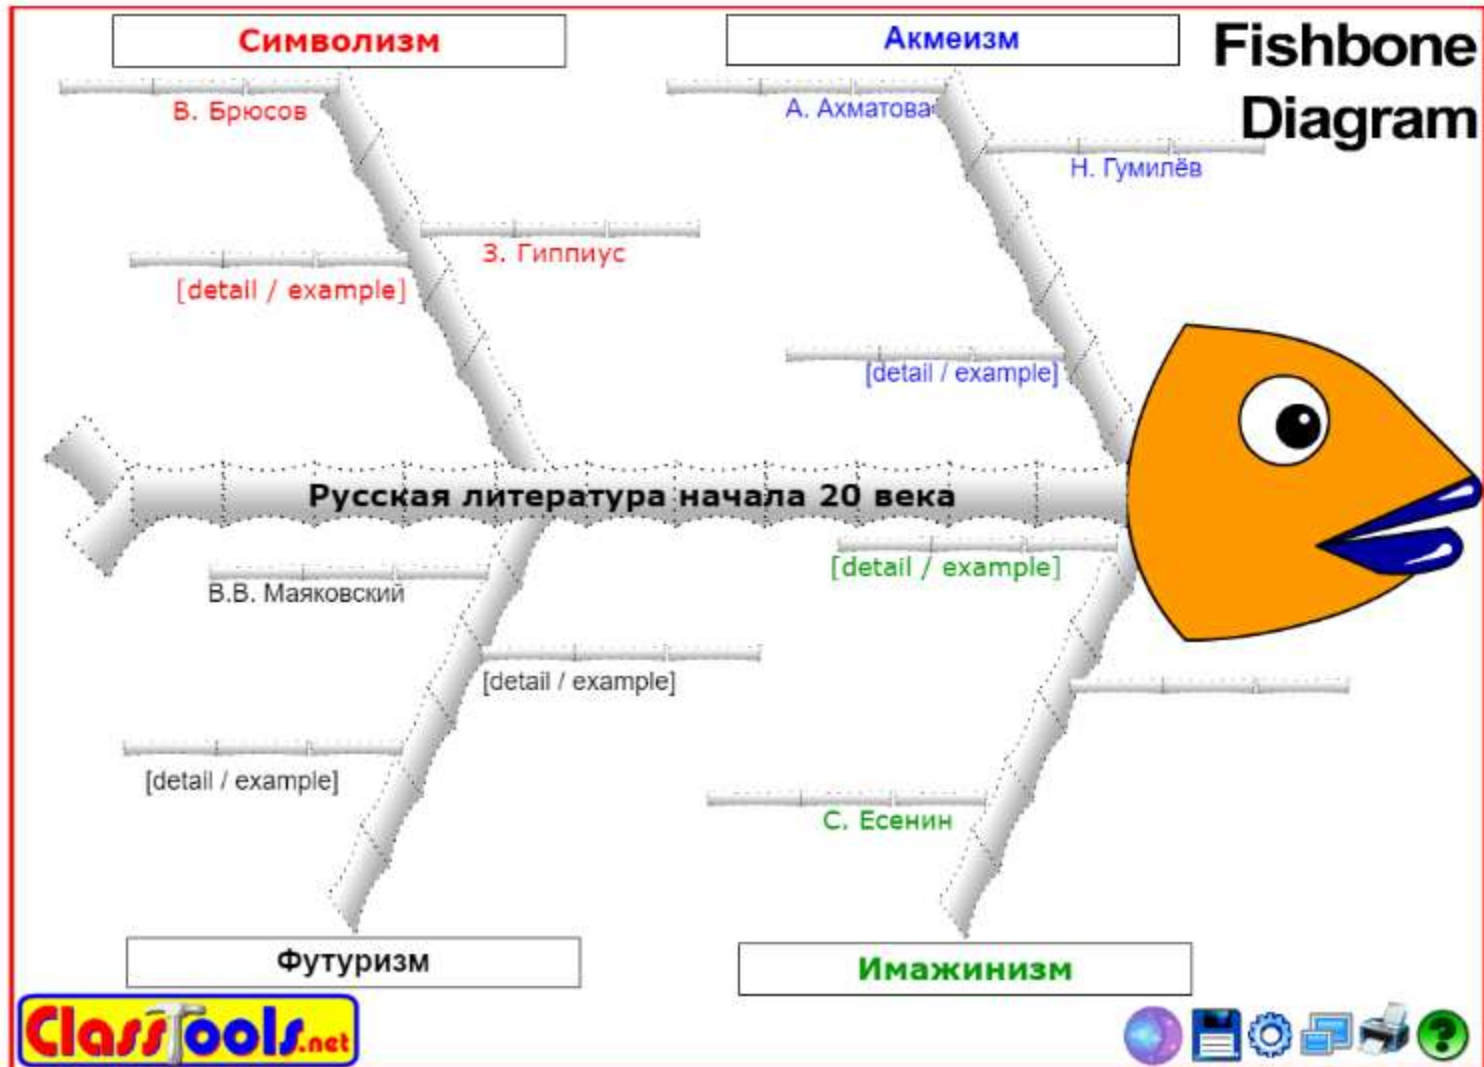 Символизм
Акмеизм
Fishbone
Diagram
В. Брюсов
А. Ахматова
Н. Гумилёв
З. Гиппиус
[detail / example]
[detail / example]
Русская литература начала 20 века
[detail / example]
В.В. Маяковский
[detail / example]
[detail / example]
С. Есенин
Футуризм
Имажинизм
ClassTools.net
?